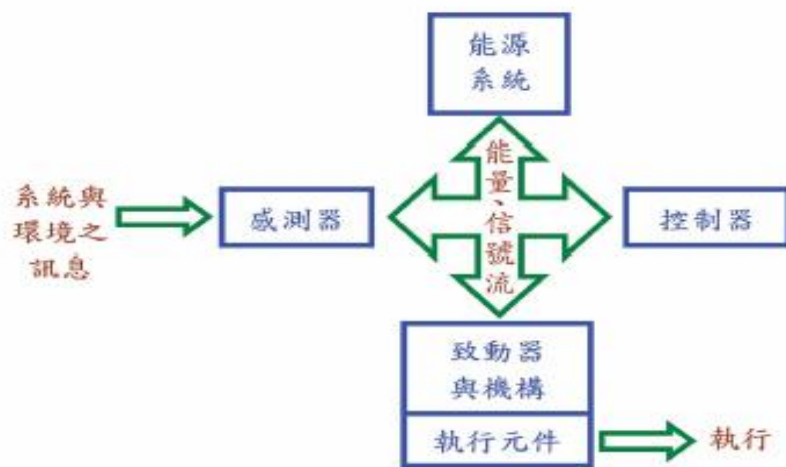 能源
系統
能量、信號流
系統與
環境之
訊息
感測器
控制器
致動器
與機構
執行元件
執行